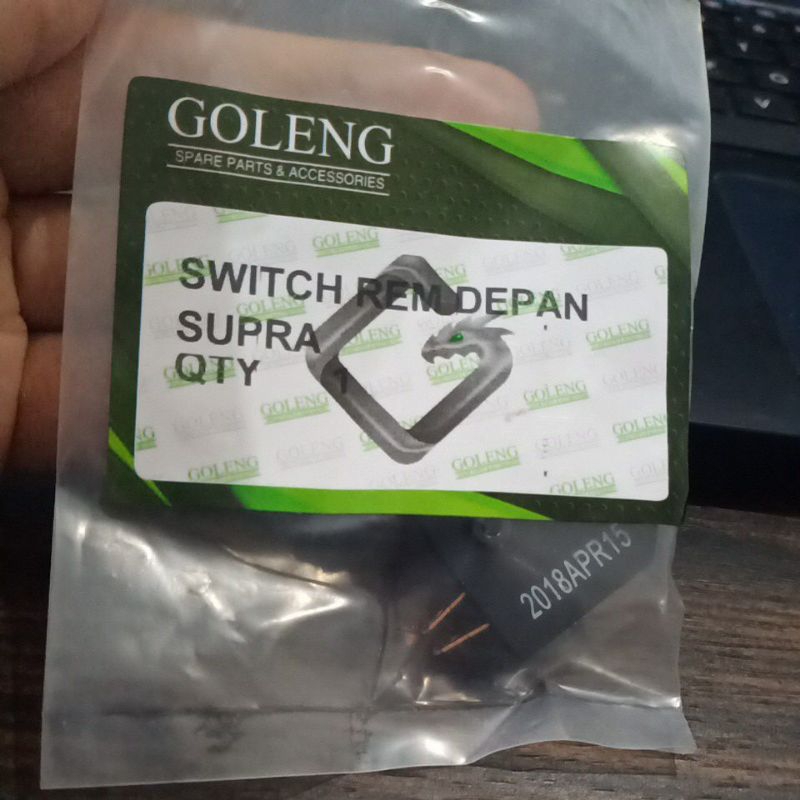 GOLENG
SPARE PARTS & ACCESSORIES
SWITCH REM DEPAN
SUPRA
QTY 1
2018APR15